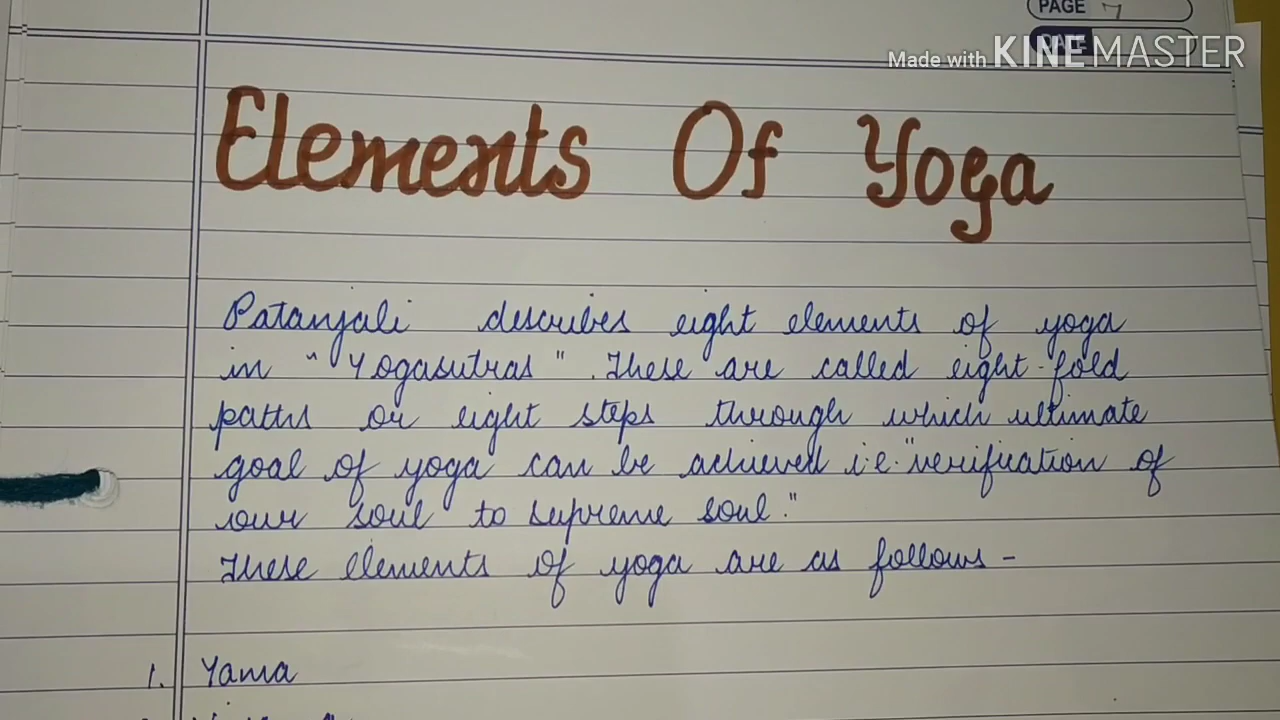 PAGE 7
DATE
Made with KINEMASTER
Elements Of Yoga
Patanjali describes eight elements of yoga
in "Yogasutras". These are called eight-fold
paths or eight steps through which ultimate
goal of yoga can be achieved i.e. "verification of
our soul to supreme soul."
These elements of yoga are as follows -
1. Yama